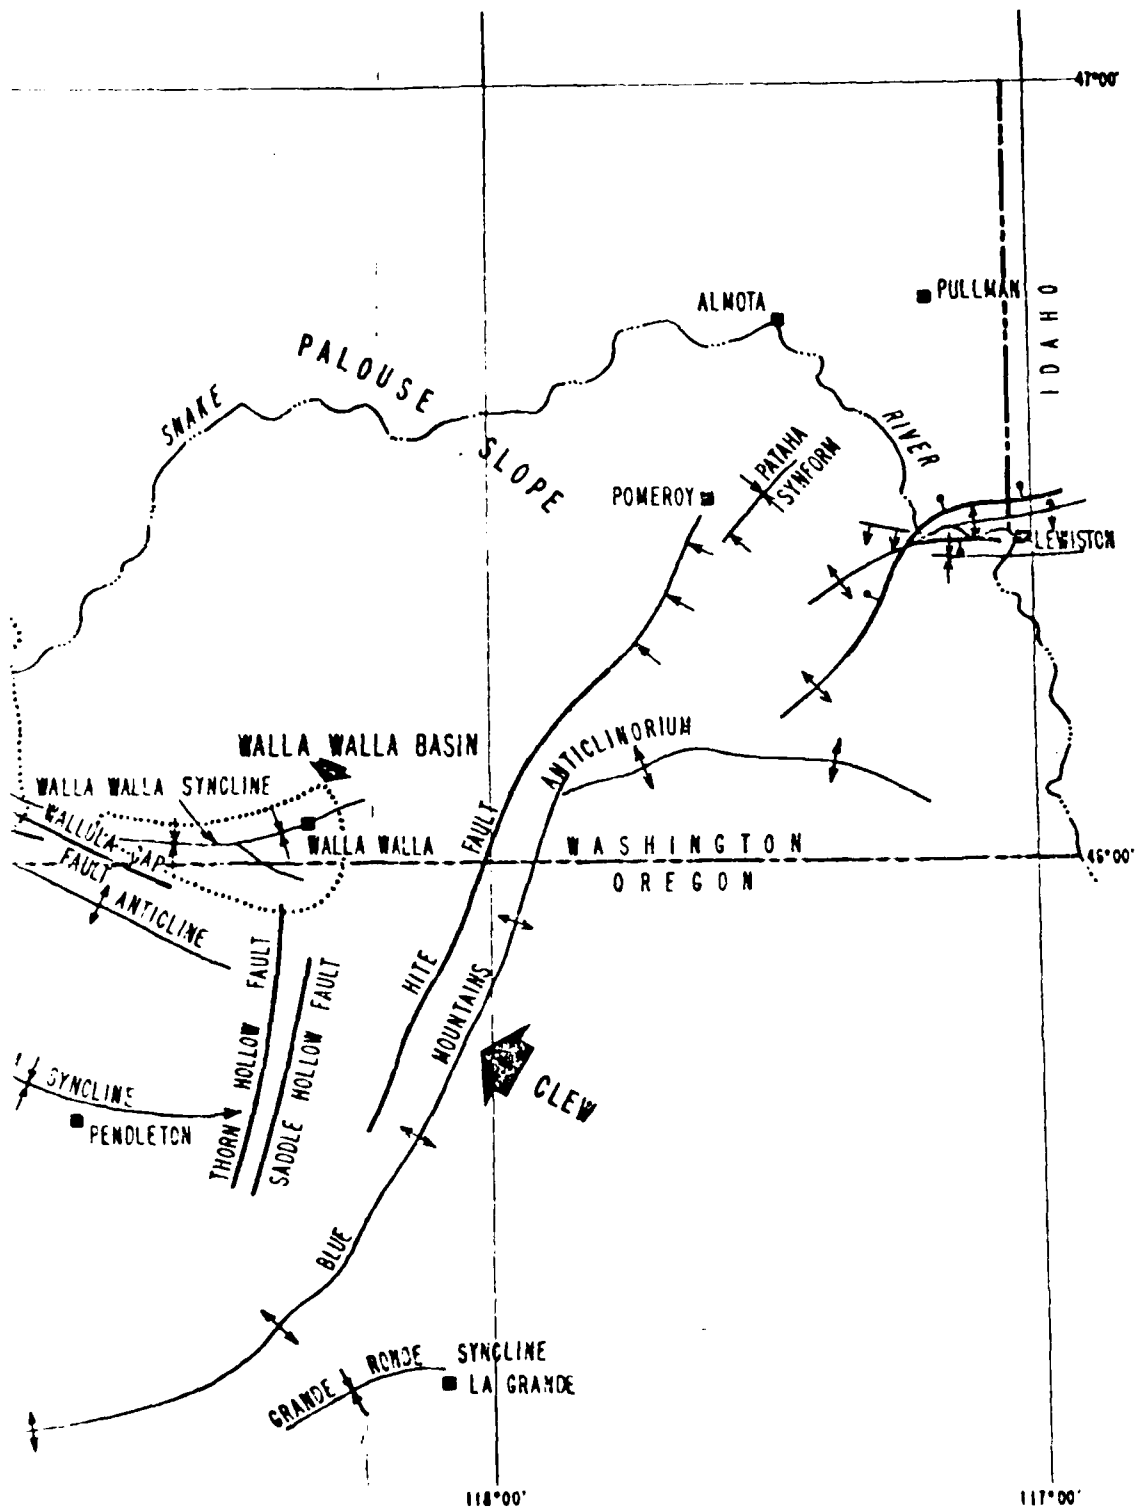 47°00'
PULLMAN
IDAHO
ALMOTA
PALOUSE
SLOPE
SNAKE
RIVER
PATAHA
SYNFORM
POMEROY
LEWISTON
WALLA WALLA BASIN
ANTICLINORIUM
WALLA WALLA SYNCLINE
WALLULA GAP
FAULT
WALLA WALLA
FAULT
WASHINGTON
46°00'
OREGON
ANTICLINE
HITE
MOUNTAINS
THORN HOLLOW FAULT
SADDLE HOLLOW FAULT
CLEW
SYNCLINE
PENDLETON
BLUE
GRANDE RONDE SYNCLINE
LA GRANDE
118°00'
117°00'